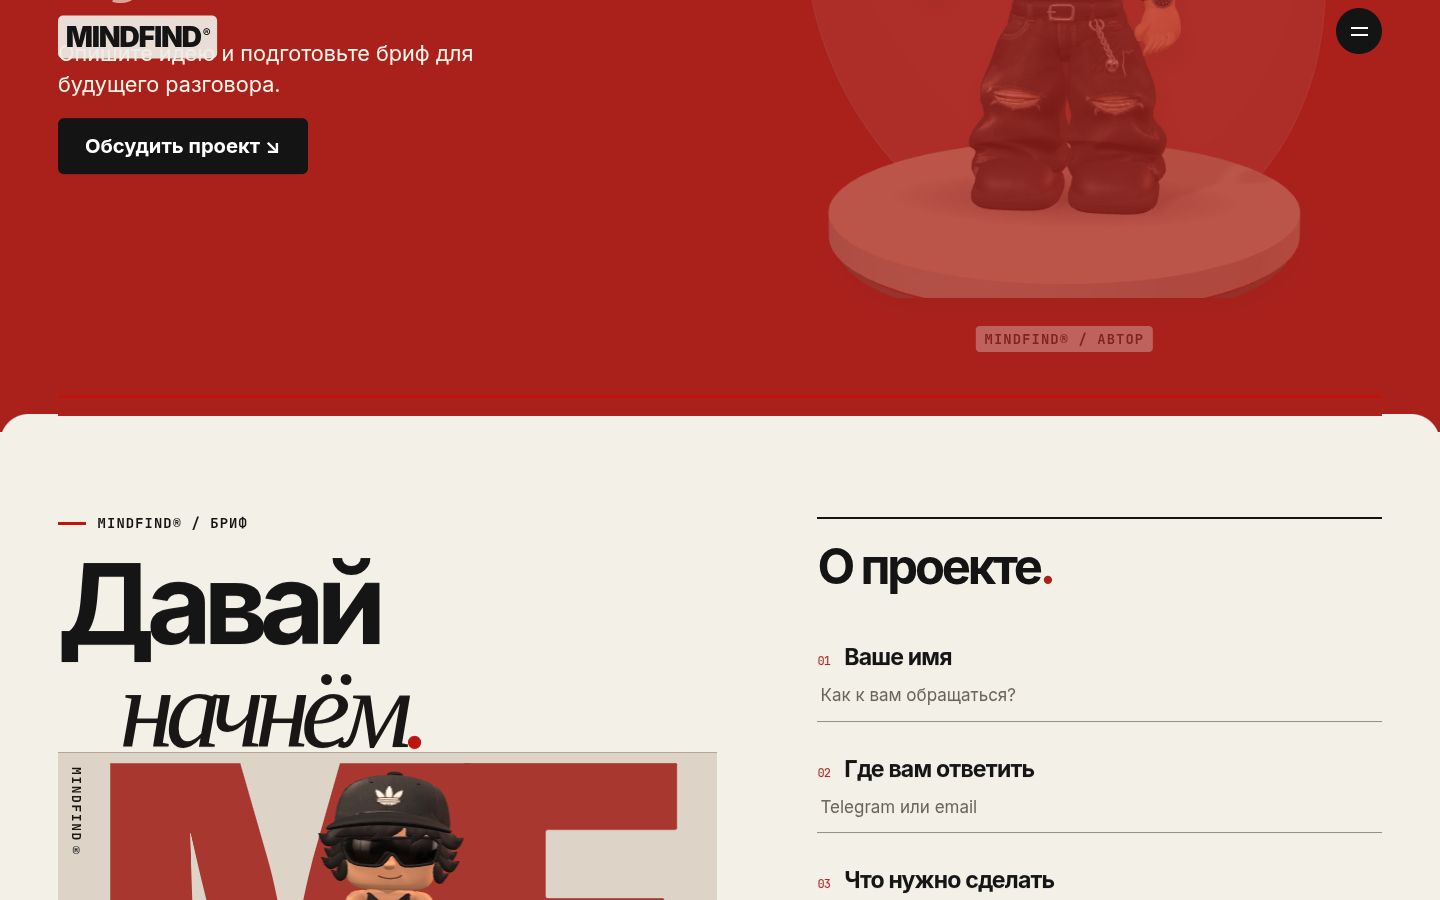 MINDFIND®
Опишите идею и подготовьте бриф для
будущего разговора.
Обсудить проект ↘
MINDFIND® / АВТОР
MINDFIND® / БРИФ
Давай
начнём.
MINDFIND ®
О проекте.
01 Ваше имя
Как к вам обращаться?
02 Где вам ответить
Telegram или email
03 Что нужно сделать